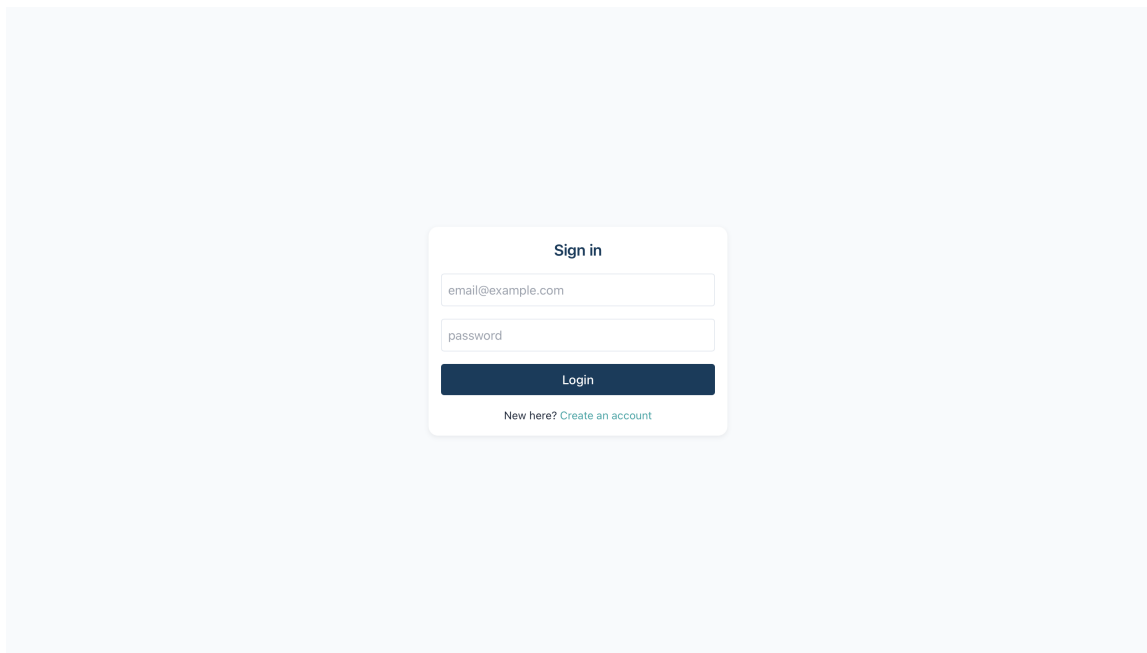 Sign in
email@example.com
password
Login
New here? Create an account